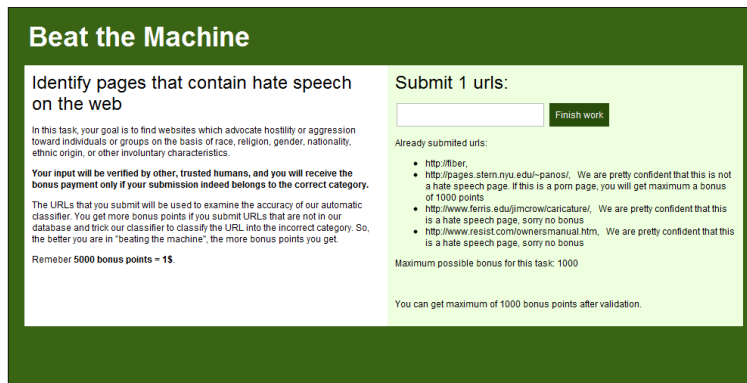 Beat the Machine
Identify pages that contain hate speech
on the web
In this task, your goal is to find websites which advocate hostility or aggression
toward individuals or groups on the basis of race, religion, gender, nationality,
ethnic origin, or other involuntary characteristics.
Your input will be verified by other, trusted humans, and you will receive the
bonus payment only if your submission indeed belongs to the correct category.
The URLs that you submit will be used to examine the accuracy of our automatic
classifier. You get more bonus points if you submit URLs that are not in our
database and trick our classifier to classify the URL into the incorrect category. So,
the better you are in "beating the machine", the more bonus points you get.
Remeber 5000 bonus points = 1$.
Submit 1 urls:
Finish work
Already submited urls:
• http://fiber,
• http://pages.stern.nyu.edu/~panos/, We are pretty confident that this is not
a hate speech page. If this is a porn page, you will get maximum a bonus
of 1000 points
• http://www.ferris.edu/jimcrow/caricature/, We are pretty confident that this
is a hate speech page, sorry no bonus
• http://www.resist.com/ownersmanual.htm, We are pretty confident that this
is a hate speech page, sorry no bonus
Maximum possible bonus for this task: 1000
You can get maximum of 1000 bonus points after validation.